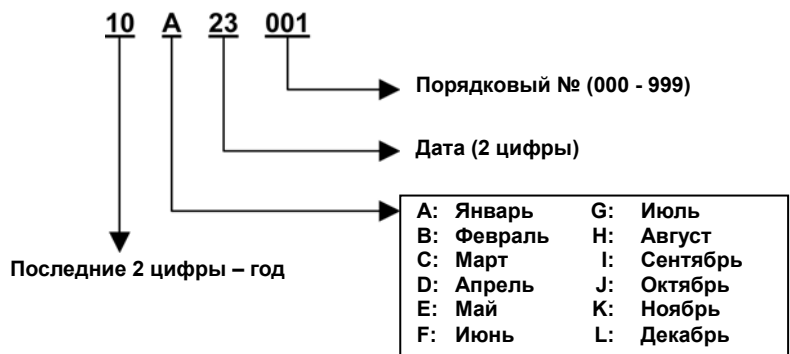 10 A 23 001
Порядковый № (000 - 999)
Дата (2 цифры)
A: Январь G: Июль
B: Февраль H: Август
C: Март I: Сентябрь
D: Апрель J: Октябрь
E: Май K: Ноябрь
F: Июнь L: Декабрь
Последние 2 цифры – год